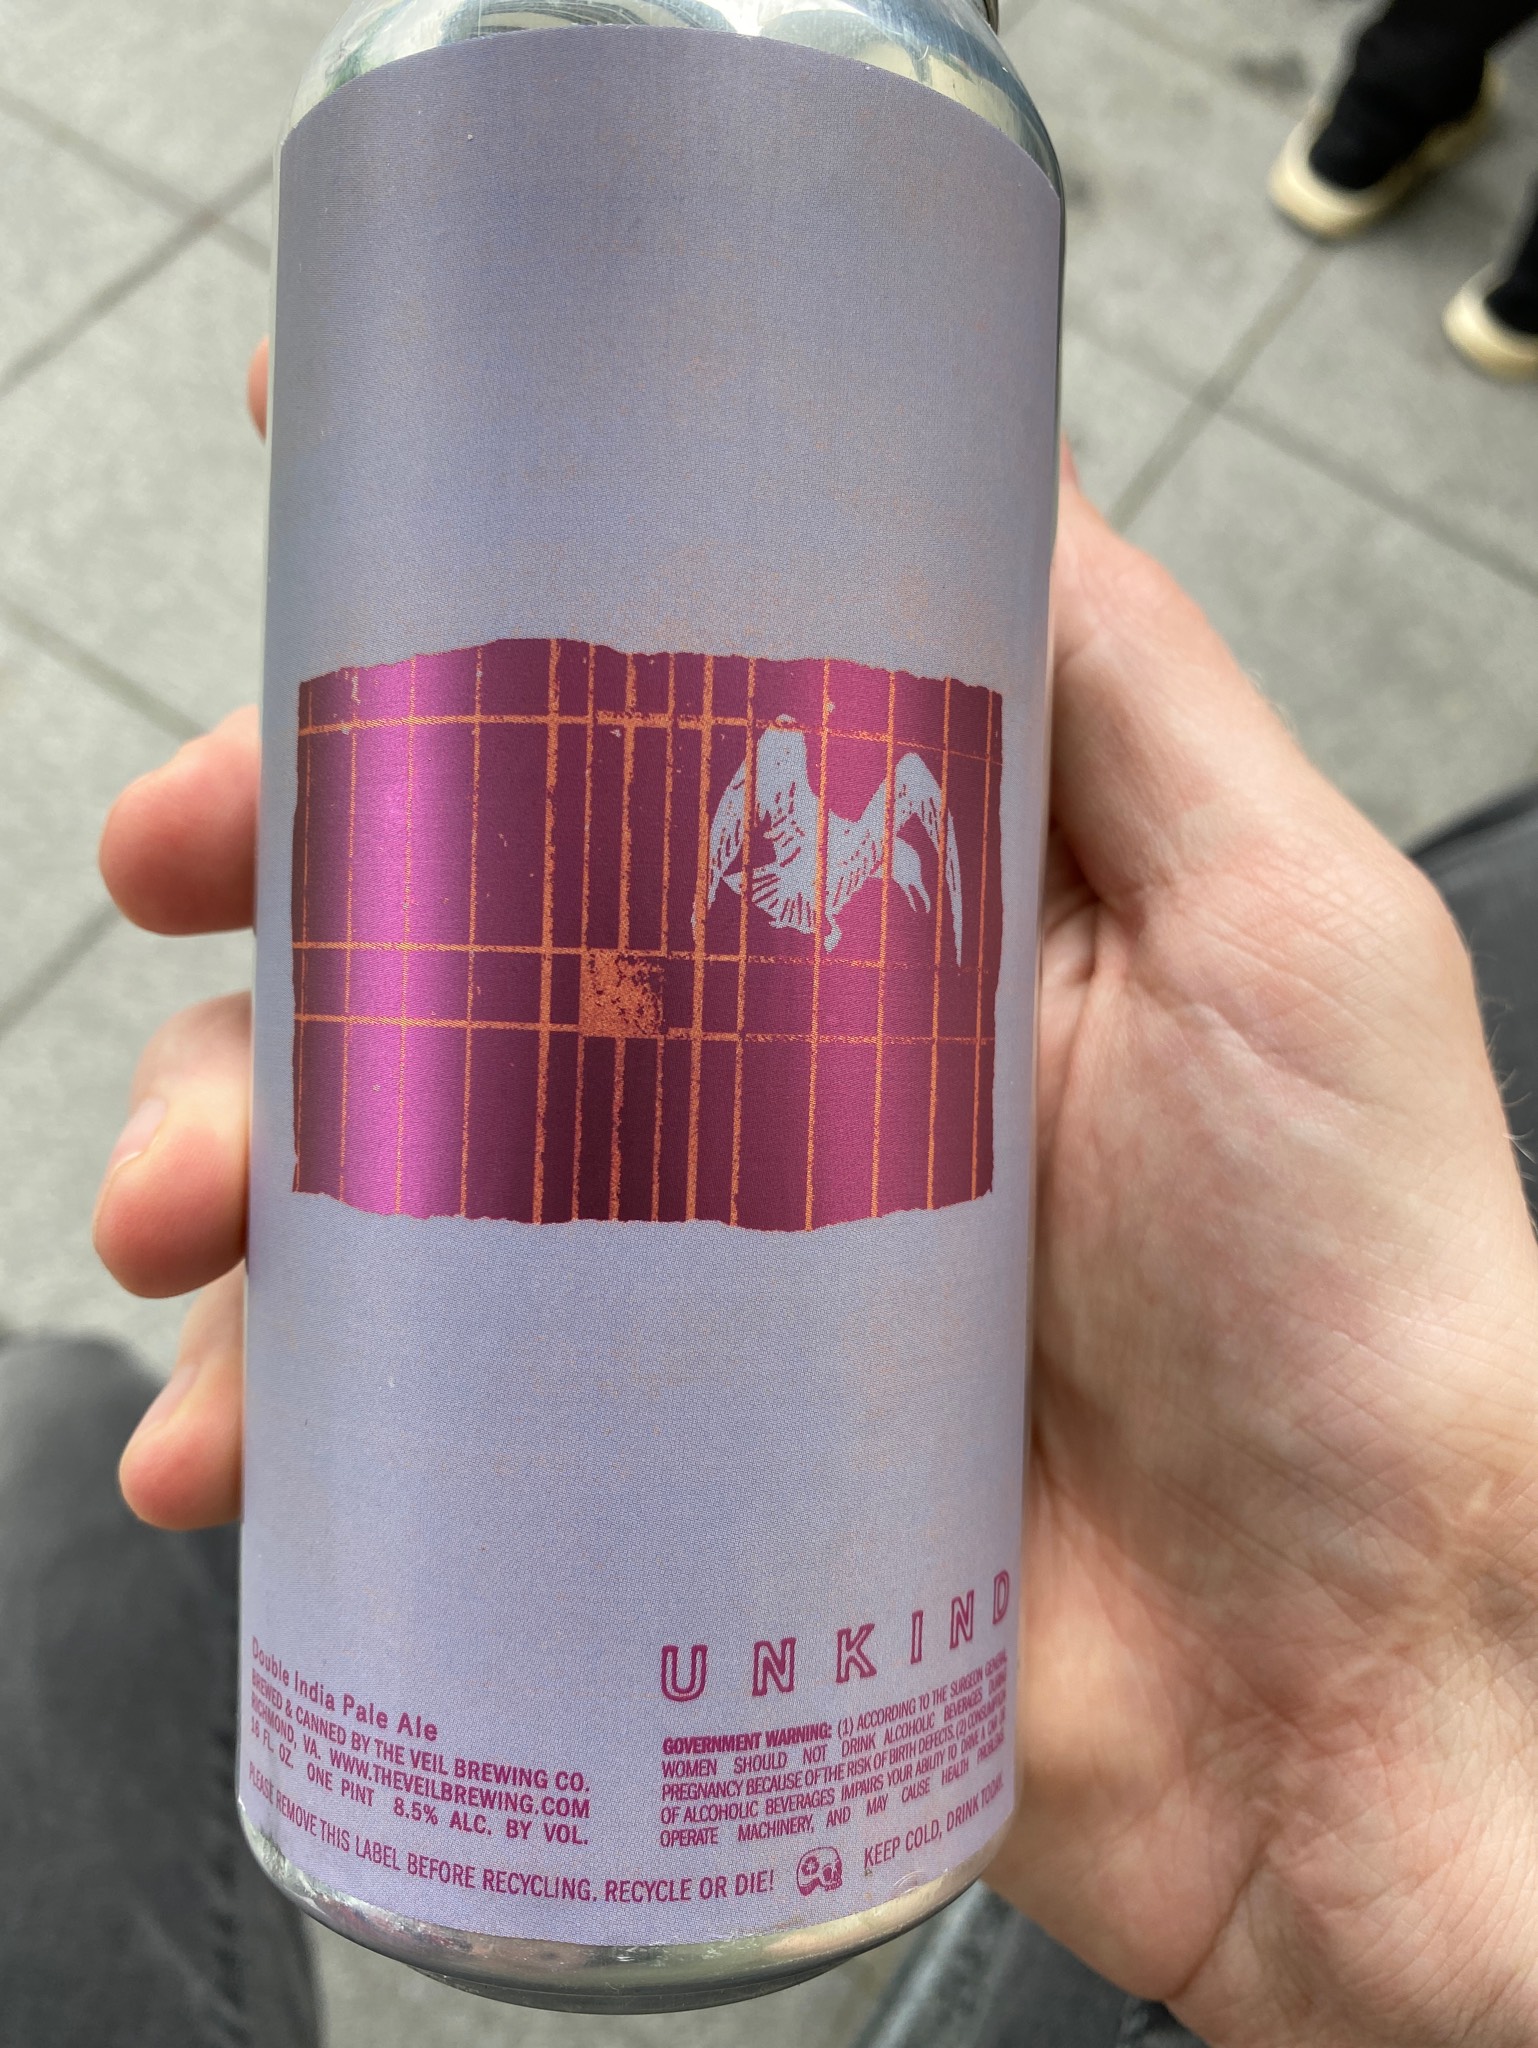 UNKIND
Double India Pale Ale
BREWED & CANNED BY THE VEIL BREWING CO.
RICHMOND, VA. WWW.THEVEILBREWING.COM
16 FL. OZ. ONE PINT 8.5% ALC. BY VOL.
GOVERNMENT WARNING: (1) ACCORDING TO THE SURGEON GENERAL
WOMEN SHOULD NOT DRINK ALCOHOLIC BEVERAGES DURING
PREGNANCY BECAUSE OF THE RISK OF BIRTH DEFECTS. (2) CONSUMPTION
OF ALCOHOLIC BEVERAGES IMPAIRS YOUR ABILITY TO DRIVE A CAR OR
OPERATE MACHINERY, AND MAY CAUSE HEALTH PROBLEMS
PLEASE REMOVE THIS LABEL BEFORE RECYCLING. RECYCLE OR DIE! KEEP COLD, DRINK TODAY.